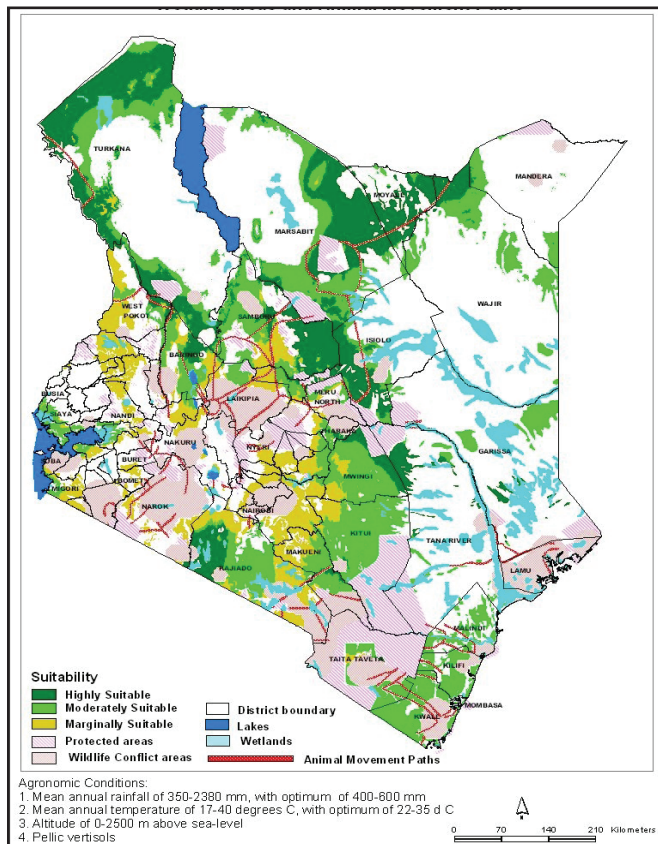 TURKANA
MANDERA
MOYALE
MARSABIT
WAJIR
WEST
POKOT
SAMBURU
ISIOLO
BARINGO
LAIKIPIA
MERU
NORTH
BUSIA
SIAYA
NANDI
THARAKA
GARISSA
NAKURU
NYERI
BURET
BOMET
MIGORI
MWINGI
NAROK
NAIROBI
KITUI
TANA RIVER
MAKUENI
LAMU
KAJIADO
MALINDI
TAITA TAVETA
KILIFI
MOMBASA
KWALE
Suitability
Highly Suitable
Moderately Suitable
Marginally Suitable
Protected areas
Wildlife Conflict areas
District boundary
Lakes
Wetlands
Animal Movement Paths
Agronomic Conditions:
1. Mean annual rainfall of 350-2380 mm, with optimum of 400-600 mm
2. Mean annual temperature of 17-40 degrees C, with optimum of 22-35 d C
3. Altitude of 0-2500 m above sea-level
4. Pellic vertisols
0 70 140 210 Kilometers